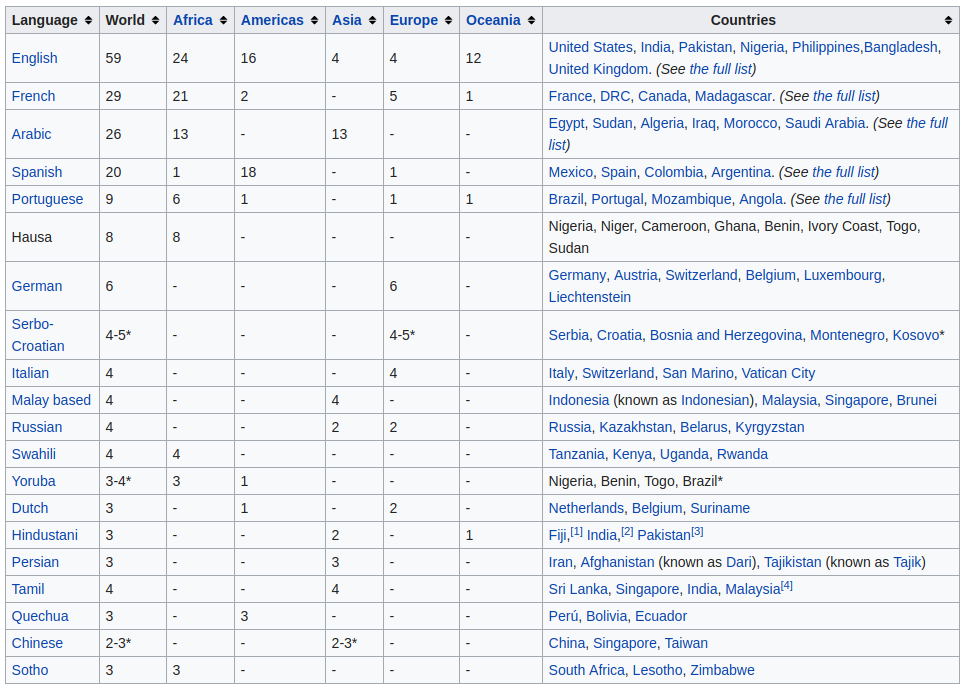 Language World Africa Americas Asia Europe Oceania Countries
English 59 24 16 4 4 12 United States, India, Pakistan, Nigeria, Philippines,Bangladesh,
United Kingdom. (See the full list)
French 29 21 2 - 5 1 France, DRC, Canada, Madagascar. (See the full list)
Arabic 26 13 - 13 - - Egypt, Sudan, Algeria, Iraq, Morocco, Saudi Arabia. (See the full
list)
Spanish 20 1 18 - 1 - Mexico, Spain, Colombia, Argentina. (See the full list)
Portuguese 9 6 1 - 1 1 Brazil, Portugal, Mozambique, Angola. (See the full list)
Hausa 8 8 - - - - Nigeria, Niger, Cameroon, Ghana, Benin, Ivory Coast, Togo,
Sudan
German 6 - - - 6 - Germany, Austria, Switzerland, Belgium, Luxembourg,
Liechtenstein
Serbo-
Croatian 4-5* - - - 4-5* - Serbia, Croatia, Bosnia and Herzegovina, Montenegro, Kosovo*
Italian 4 - - - 4 - Italy, Switzerland, San Marino, Vatican City
Malay based 4 - - 4 - - Indonesia (known as Indonesian), Malaysia, Singapore, Brunei
Russian 4 - - 2 2 - Russia, Kazakhstan, Belarus, Kyrgyzstan
Swahili 4 4 - - - - Tanzania, Kenya, Uganda, Rwanda
Yoruba 3-4* 3 1 - - - Nigeria, Benin, Togo, Brazil*
Dutch 3 - 1 - 2 - Netherlands, Belgium, Suriname
Hindustani 3 - - 2 - 1 Fiji,[1] India,[2] Pakistan[3]
Persian 3 - - 3 - - Iran, Afghanistan (known as Dari), Tajikistan (known as Tajik)
Tamil 4 - - 4 - - Sri Lanka, Singapore, India, Malaysia[4]
Quechua 3 - 3 - - - Perú, Bolivia, Ecuador
Chinese 2-3* - - 2-3* - - China, Singapore, Taiwan
Sotho 3 3 - - - - South Africa, Lesotho, Zimbabwe